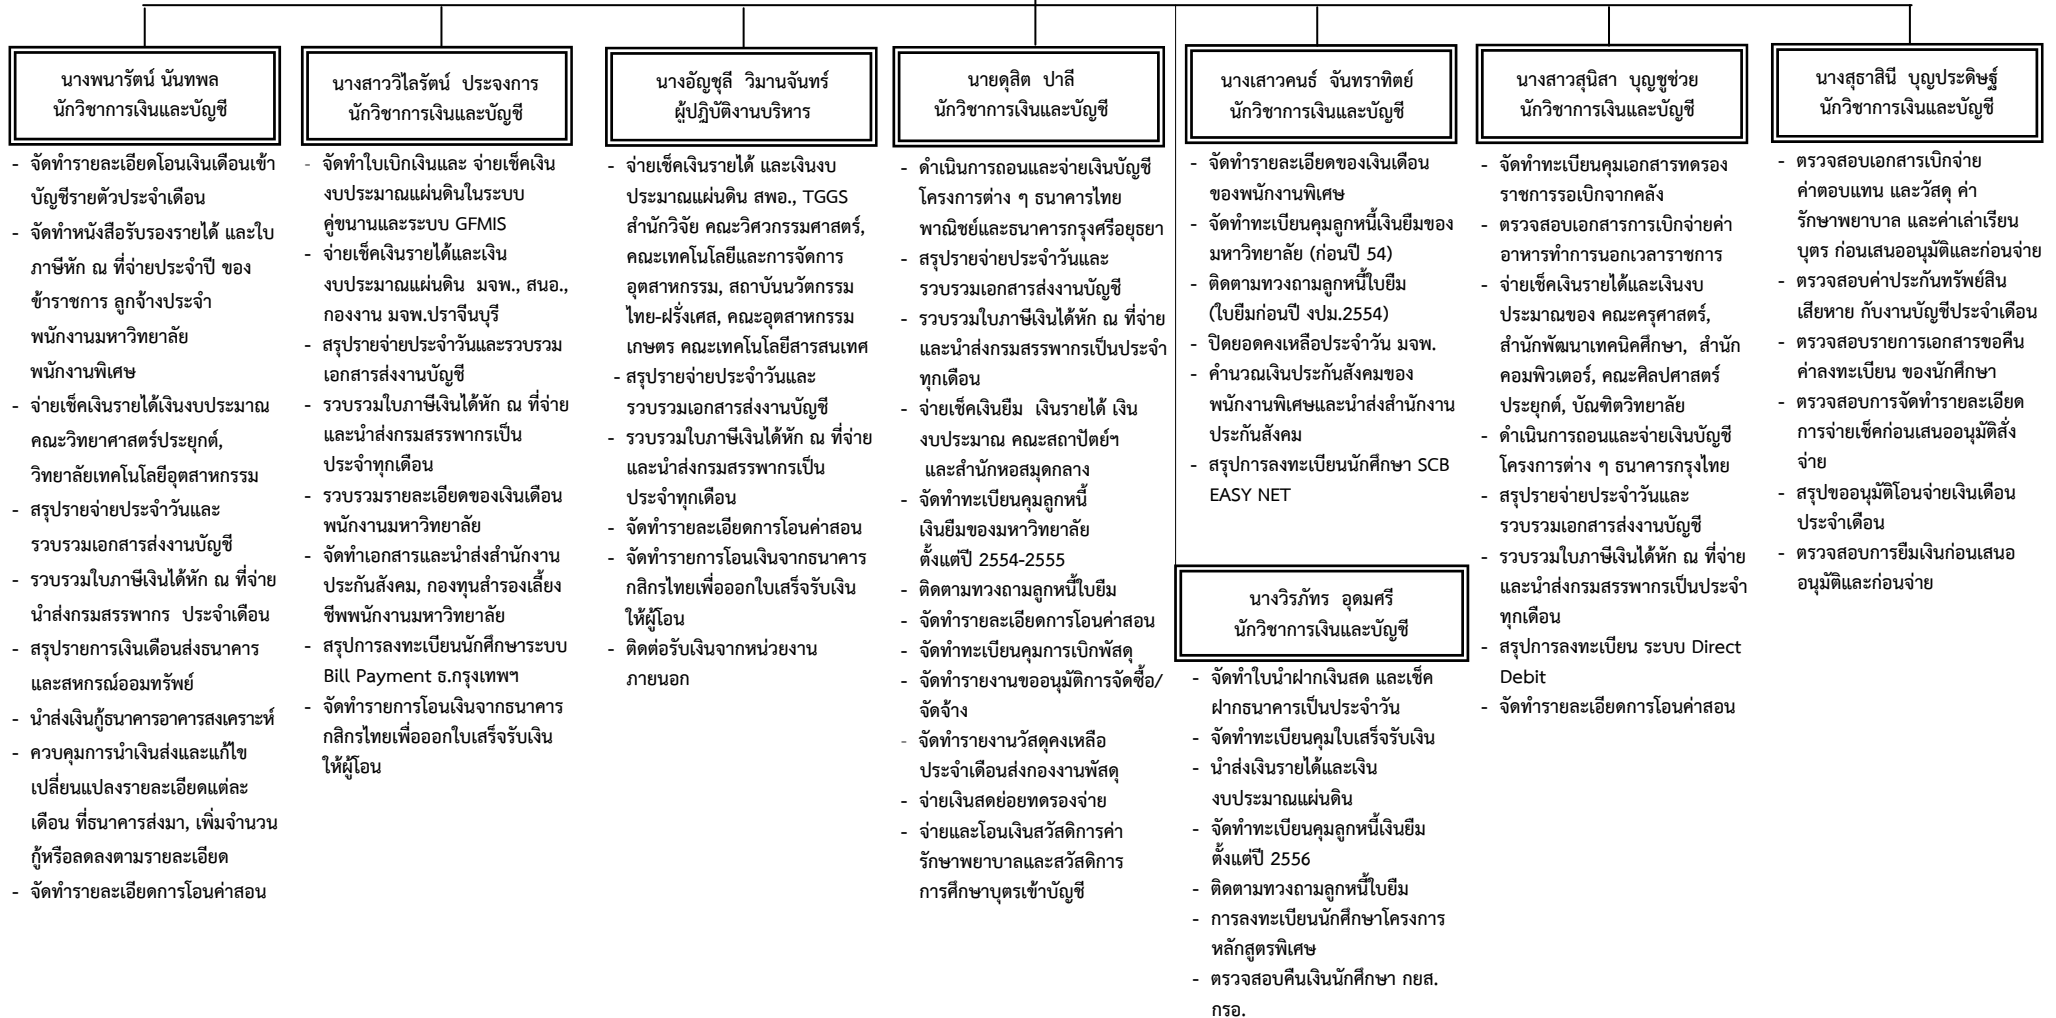 นางพนารัตน์ นันทพล
นักวิชาการเงินและบัญชี
- จัดทำรายละเอียดโอนเงินเดือนเข้า
บัญชีรายตัวประจำเดือน
- จัดทำหนังสือรับรองรายได้ และใบ
ภาษีหัก ณ ที่จ่ายประจำปี ของ
ข้าราชการ ลูกจ้างประจำ
พนักงานมหาวิทยาลัย
พนักงานพิเศษ
- จ่ายเช็คเงินรายได้เงินงบประมาณ
คณะวิทยาศาสตร์ประยุกต์,
วิทยาลัยเทคโนโลยีอุตสาหกรรม
- สรุปรายจ่ายประจำวันและ
รวบรวมเอกสารส่งงานบัญชี
- รวบรวมใบภาษีเงินได้หัก ณ ที่จ่าย
นำส่งกรมสรรพากร ประจำเดือน
- สรุปรายการเงินเดือนส่งธนาคาร
และสหกรณ์ออมทรัพย์
- นำส่งเงินกู้ธนาคารอาคารสงเคราะห์
- ควบคุมการนำเงินส่งและแก้ไข
เปลี่ยนแปลงรายละเอียดแต่ละ
เดือน ที่ธนาคารส่งมา, เพิ่มจำนวน
กู้หรือลดลงตามรายละเอียด
- จัดทำรายละเอียดการโอนค่าสอน
นางสาววิไลรัตน์ ประจงการ
นักวิชาการเงินและบัญชี
- จัดทำใบเบิกเงินและ จ่ายเช็คเงิน
งบประมาณแผ่นดินในระบบ
คู่ขนานและระบบ GFMIS
- จ่ายเช็คเงินรายได้และเงิน
งบประมาณแผ่นดิน มจพ., สนอ.,
กองงาน มจพ.ปราจีนบุรี
- สรุปรายจ่ายประจำวันและรวบรวม
เอกสารส่งงานบัญชี
- รวบรวมใบภาษีเงินได้หัก ณ ที่จ่าย
และนำส่งกรมสรรพากรเป็น
ประจำทุกเดือน
- รวบรวมรายละเอียดของเงินเดือน
พนักงานมหาวิทยาลัย
- จัดทำเอกสารและนำส่งสำนักงาน
ประกันสังคม, กองทุนสำรองเลี้ยง
ชีพพนักงานมหาวิทยาลัย
- สรุปการลงทะเบียนนักศึกษาระบบ
Bill Payment ธ.กรุงเทพฯ
- จัดทำรายการโอนเงินจากธนาคาร
กสิกรไทยเพื่อออกใบเสร็จรับเงิน
ให้ผู้โอน
นางอัญชุลี วิมานจันทร์
ผู้ปฏิบัติงานบริหาร
- จ่ายเช็คเงินรายได้ และเงินงบ
ประมาณแผ่นดิน สพอ., TGGS
สำนักวิจัย คณะวิศวกรรมศาสตร์,
คณะเทคโนโลยีและการจัดการ
อุตสาหกรรม, สถาบันนวัตกรรม
ไทย-ฝรั่งเศส, คณะอุตสาหกรรม
เกษตร คณะเทคโนโลยีสารสนเทศ
- สรุปรายจ่ายประจำวันและ
รวบรวมเอกสารส่งงานบัญชี
- รวบรวมใบภาษีเงินได้หัก ณ ที่จ่าย
และนำส่งกรมสรรพากรเป็น
ประจำทุกเดือน
- จัดทำรายละเอียดการโอนค่าสอน
- จัดทำรายการโอนเงินจากธนาคาร
กสิกรไทยเพื่อออกใบเสร็จรับเงิน
ให้ผู้โอน
- ติดต่อรับเงินจากหน่วยงาน
ภายนอก
นายดุสิต ปาลี
นักวิชาการเงินและบัญชี
- ดำเนินการถอนและจ่ายเงินบัญชี
โครงการต่าง ๆ ธนาคารไทย
พาณิชย์และธนาคารกรุงศรีอยุธยา
- สรุปรายจ่ายประจำวันและ
รวบรวมเอกสารส่งงานบัญชี
- รวบรวมใบภาษีเงินได้หัก ณ ที่จ่าย
และนำส่งกรมสรรพากรเป็นประจำ
ทุกเดือน
- จ่ายเช็คเงินยืม เงินรายได้ เงิน
งบประมาณ คณะสถาปัตย์ฯ
และสำนักหอสมุดกลาง
- จัดทำทะเบียนคุมลูกหนี้
เงินยืมของมหาวิทยาลัย
ตั้งแต่ปี 2554-2555
- ติดตามทวงถามลูกหนี้ใบยืม
- จัดทำรายละเอียดการโอนค่าสอน
- จัดทำทะเบียนคุมการเบิกพัสดุ
- จัดทำรายงานขออนุมัติการจัดซื้อ/
จัดจ้าง
- จัดทำรายงานวัสดุคงเหลือ
ประจำเดือนส่งกองงานพัสดุ
- จ่ายเงินสดย่อยทดรองจ่าย
- จ่ายและโอนเงินสวัสดิการค่า
รักษาพยาบาลและสวัสดิการ
การศึกษาบุตรเข้าบัญชี
นางเสาวคนธ์ จันทราทิตย์
นักวิชาการเงินและบัญชี
- จัดทำรายละเอียดของเงินเดือน
ของพนักงานพิเศษ
- จัดทำทะเบียนคุมลูกหนี้เงินยืมของ
มหาวิทยาลัย (ก่อนปี 54)
- ติดตามทวงถามลูกหนี้ใบยืม
(ใบยืมก่อนปี งปม.2554)
- ปิดยอดคงเหลือประจำวัน มจพ.
- คำนวณเงินประกันสังคมของ
พนักงานพิเศษและนำส่งสำนักงาน
ประกันสังคม
- สรุปการลงทะเบียนนักศึกษา SCB
EASY NET
นางวิรภัทร อุดมศรี
นักวิชาการเงินและบัญชี
- จัดทำใบนำฝากเงินสด และเช็ค
ฝากธนาคารเป็นประจำวัน
- จัดทำทะเบียนคุมใบเสร็จรับเงิน
- นำส่งเงินรายได้และเงิน
งบประมาณแผ่นดิน
- จัดทำทะเบียนคุมลูกหนี้เงินยืม
ตั้งแต่ปี 2556
- ติดตามทวงถามลูกหนี้ใบยืม
- การลงทะเบียนนักศึกษาโครงการ
หลักสูตรพิเศษ
- ตรวจสอบคืนเงินนักศึกษา กยส.
กรอ.
นางสาวสุนิสา บุญชูช่วย
นักวิชาการเงินและบัญชี
- จัดทำทะเบียนคุมเอกสารทดรอง
ราชการรอเบิกจากคลัง
- ตรวจสอบเอกสารการเบิกจ่ายค่า
อาหารทำการนอกเวลาราชการ
- จ่ายเช็คเงินรายได้และเงินงบ
ประมาณของ คณะครุศาสตร์,
สำนักพัฒนาเทคนิคศึกษา, สำนัก
คอมพิวเตอร์, คณะศิลปศาสตร์
ประยุกต์, บัณฑิตวิทยาลัย
- ดำเนินการถอนและจ่ายเงินบัญชี
โครงการต่าง ๆ ธนาคารกรุงไทย
- สรุปรายจ่ายประจำวันและ
รวบรวมเอกสารส่งงานบัญชี
- รวบรวมใบภาษีเงินได้หัก ณ ที่จ่าย
และนำส่งกรมสรรพากรเป็นประจำ
ทุกเดือน
- สรุปการลงทะเบียน ระบบ Direct
Debit
- จัดทำรายละเอียดการโอนค่าสอน
นางสุธาสินี บุญประดิษฐ์
นักวิชาการเงินและบัญชี
- ตรวจสอบเอกสารเบิกจ่าย
ค่าตอบแทน และวัสดุ ค่า
รักษาพยาบาล และค่าเล่าเรียน
บุตร ก่อนเสนออนุมัติและก่อนจ่าย
- ตรวจสอบค่าประกันทรัพย์สิน
เสียหาย กับงานบัญชีประจำเดือน
- ตรวจสอบรายการเอกสารขอคืน
ค่าลงทะเบียน ของนักศึกษา
- ตรวจสอบการจัดทำรายละเอียด
การจ่ายเช็คก่อนเสนออนุมัติสั่ง
จ่าย
- สรุปขออนุมัติโอนจ่ายเงินเดือน
ประจำเดือน
- ตรวจสอบการยืมเงินก่อนเสนอ
อนุมัติและก่อนจ่าย